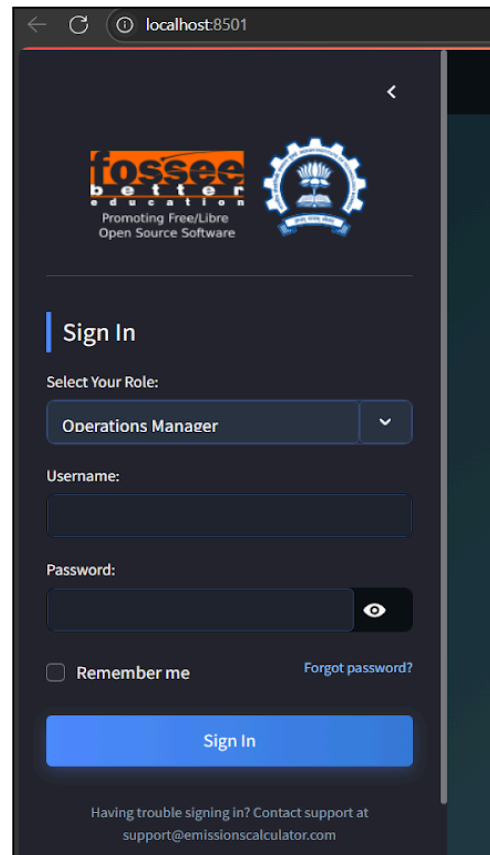 localhost:8501
fossee
better
education
Promoting Free/Libre
Open Source Software
Sign In
Select Your Role:
Operations Manager
Username:
Password:
Remember me
Forgot password?
Sign In
Having trouble signing in? Contact support at
support@emissionscalculator.com